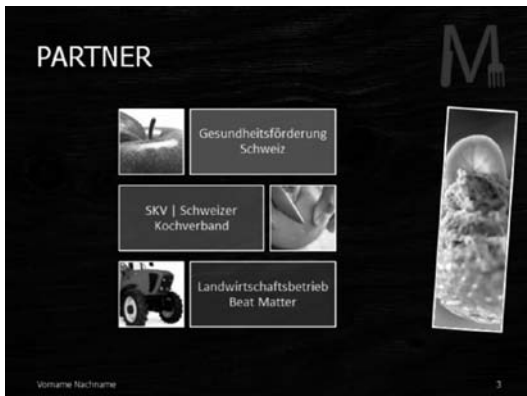 PARTNER
M
Gesundheitsförderung
Schweiz
SKV | Schweizer
Kochverband
Landwirtschaftsbetrieb
Beat Matter
Vorname Nachname
3